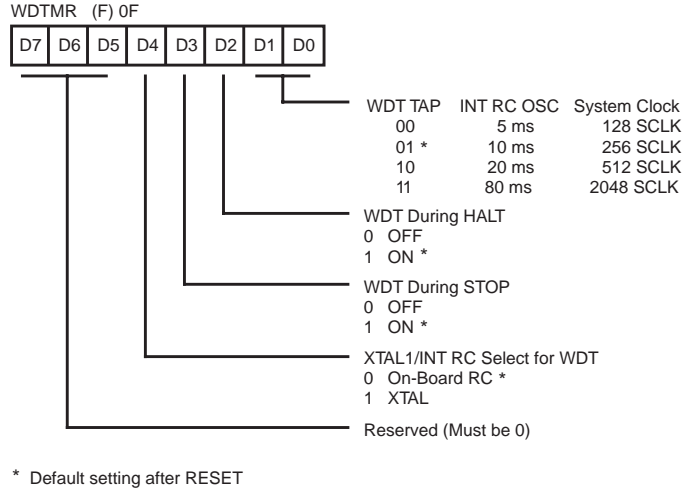 WDTMR (F) 0F
D7 D6 D5 D4 D3 D2 D1 D0
WDT TAP INT RC OSC System Clock
00 5 ms 128 SCLK
01 * 10 ms 256 SCLK
10 20 ms 512 SCLK
11 80 ms 2048 SCLK
WDT During HALT
0 OFF
1 ON *
WDT During STOP
0 OFF
1 ON *
XTAL1/INT RC Select for WDT
0 On-Board RC *
1 XTAL
Reserved (Must be 0)
* Default setting after RESET